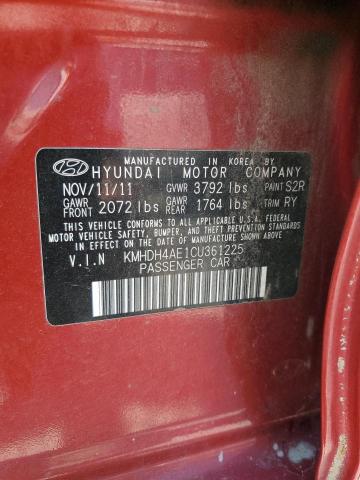 MANUFACTURED IN KOREA BY
HYUNDAI MOTOR COMPANY
NOV/11/11 GVWR 3792 lbs PAINT S2R
GAWR FRONT 2072 lbs GAWR REAR 1764 lbs TRIM RY
THIS VEHICLE CONFORMS TO ALL APPLICABLE U.S. FEDERAL
MOTOR VEHICLE SAFETY, BUMPER, AND THEFT PREVENTION STANDARDS
IN EFFECT ON THE DATE OF MANUFACTURE SHOWN ABOVE.
V.I.N KMHDH4AE1CU361225
PASSENGER CAR